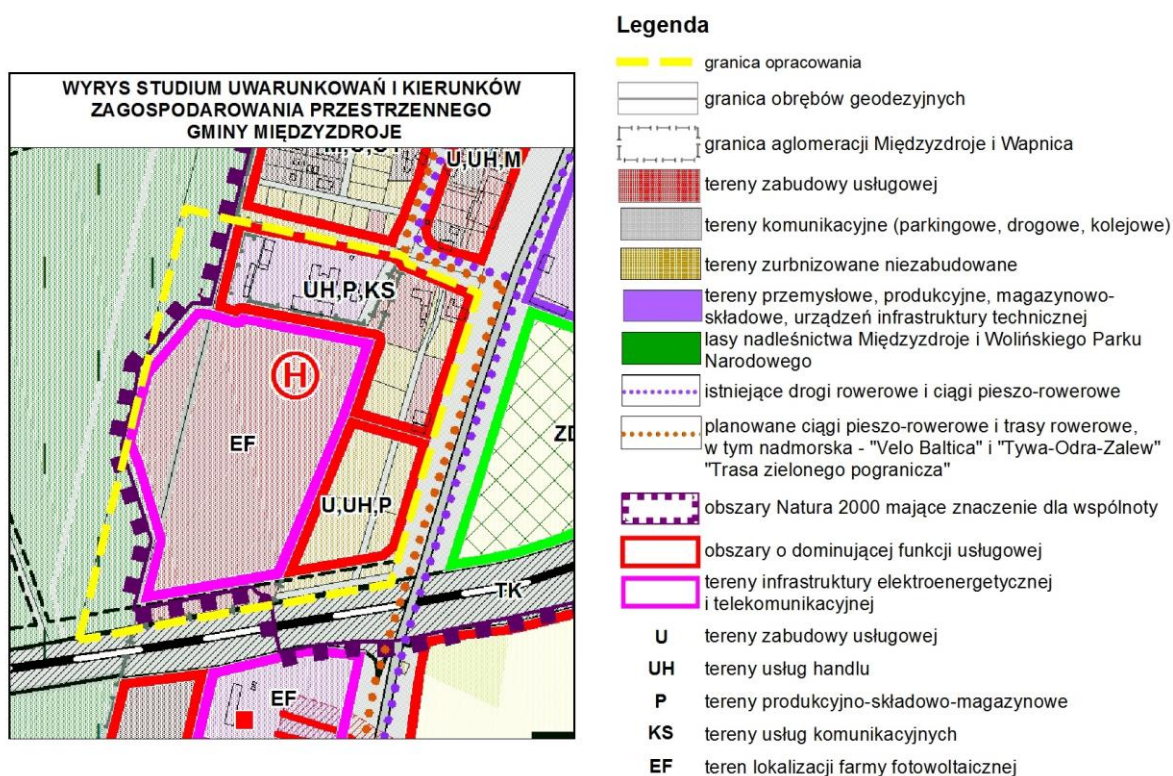 WYRYS STUDIUM UWARUNKOWAŃ I KIERUNKÓW
ZAGOSPODAROWANIA PRZESTRZENNEGO
GMINY MIĘDZYZDROJE
U,UH,M
UH,P,KS
H
EF
ZD
U,UH,P
TK
EF
Legenda
granica opracowania
granica obrębów geodezyjnych
granica aglomeracji Międzyzdroje i Wapnica
tereny zabudowy usługowej
tereny komunikacyjne (parkingowe, drogowe, kolejowe)
tereny zurbnizowane niezabudowane
tereny przemysłowe, produkcyjne, magazynowo-
składowe, urządzeń infrastruktury technicznej
lasy nadleśnictwa Międzyzdroje i Wolińskiego Parku
Narodowego
istniejące drogi rowerowe i ciągi pieszo-rowerowe
planowane ciągi pieszo-rowerowe i trasy rowerowe,
w tym nadmorska - "Velo Baltica" i "Tywa-Odra-Zalew"
"Trasa zielonego pogranicza"
obszary Natura 2000 mające znaczenie dla wspólnoty
obszary o dominującej funkcji usługowej
tereny infrastruktury elektroenergetycznej
i telekomunikacyjnej
U tereny zabudowy usługowej
UH tereny usług handlu
P tereny produkcyjno-składowo-magazynowe
KS tereny usług komunikacyjnych
EF teren lokalizacji farmy fotowoltaicznej